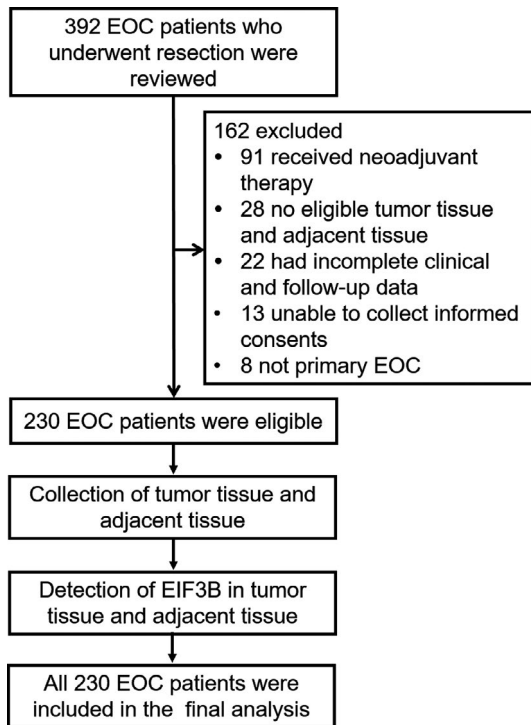 392 EOC patients who
underwent resection were
reviewed
162 excluded
• 91 received neoadjuvant
therapy
• 28 no eligible tumor tissue
and adjacent tissue
• 22 had incomplete clinical
and follow-up data
• 13 unable to collect informed
consents
• 8 not primary EOC
230 EOC patients were eligible
Collection of tumor tissue and
adjacent tissue
Detection of EIF3B in tumor
tissue and adjacent tissue
All 230 EOC patients were
included in the final analysis